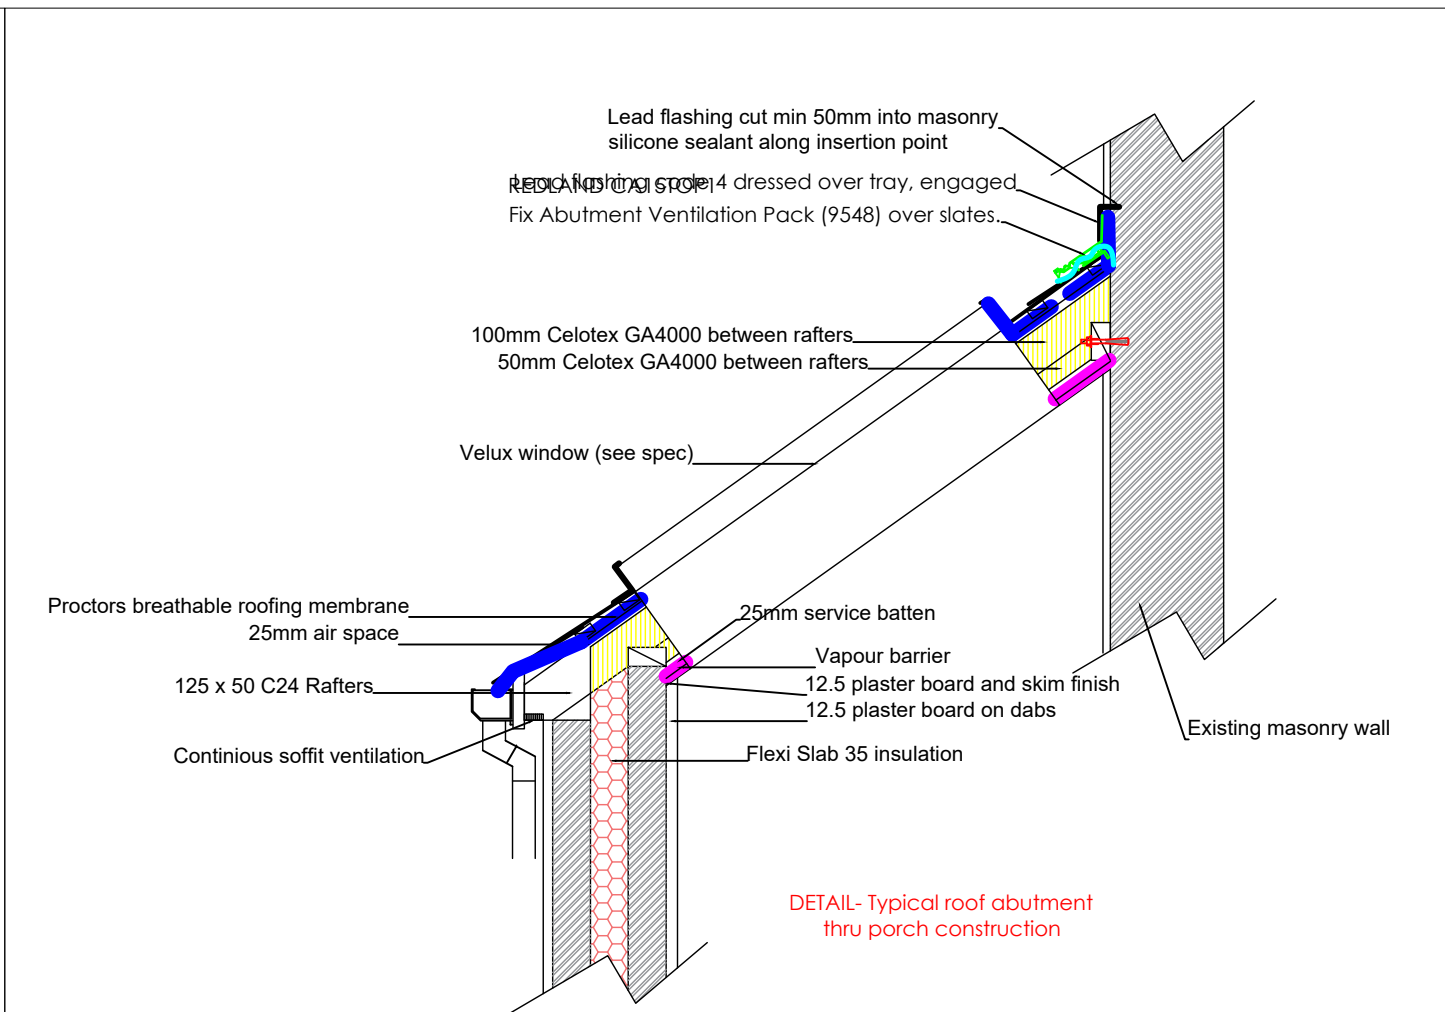 Lead flashing cut min 50mm into masonry
silicone sealant along insertion point
Lead flashing code 4 dressed over tray, engaged
Fix Abutment Ventilation Pack (9548) over slates.
100mm Celotex GA4000 between rafters
50mm Celotex GA4000 between rafters
Velux window (see spec)
Proctors breathable roofing membrane
25mm air space
125 x 50 C24 Rafters
Continious soffit ventilation
25mm service batten
Vapour barrier
12.5 plaster board and skim finish
12.5 plaster board on dabs
Flexi Slab 35 insulation
Existing masonry wall
DETAIL- Typical roof abutment
thru porch construction